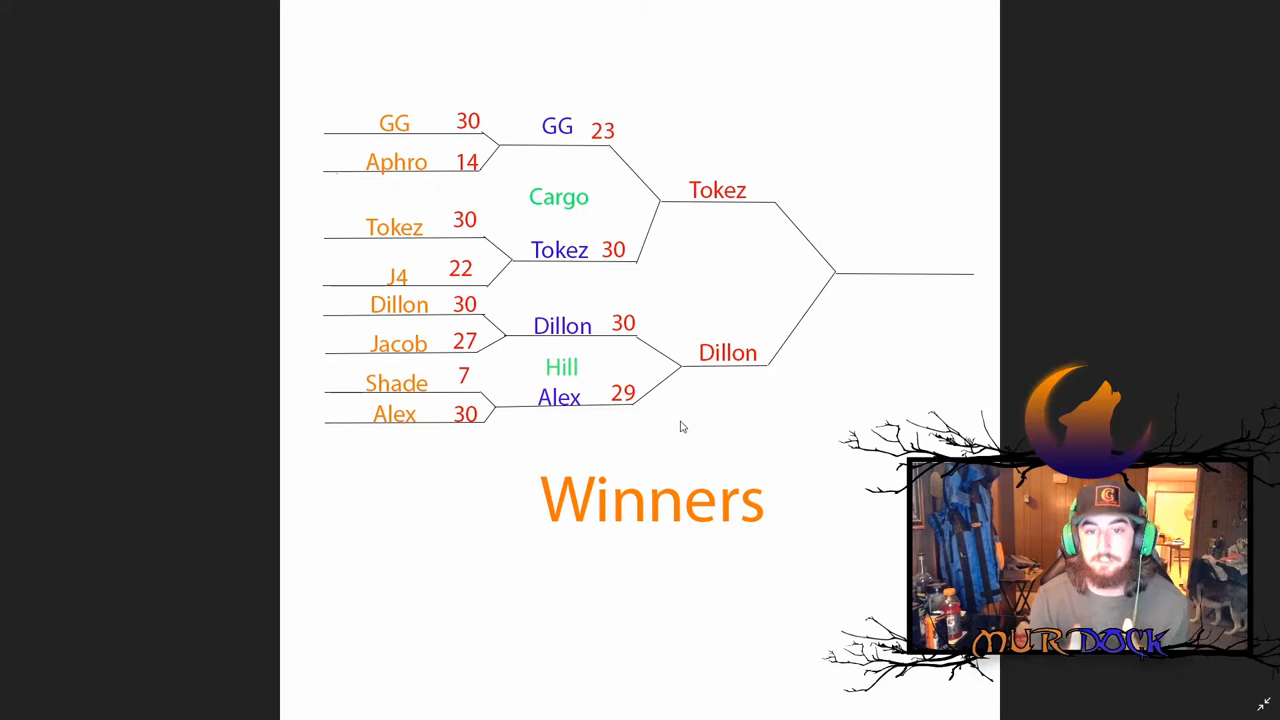 GG 30
Aphro 14
Tokez 30
J4 22
Dillon 30
Jacob 27
Shade 7
Alex 30
GG 23
Cargo
Tokez 30
Dillon 30
Hill
Alex 29
Tokez
Dillon
Winners
MURDOCK